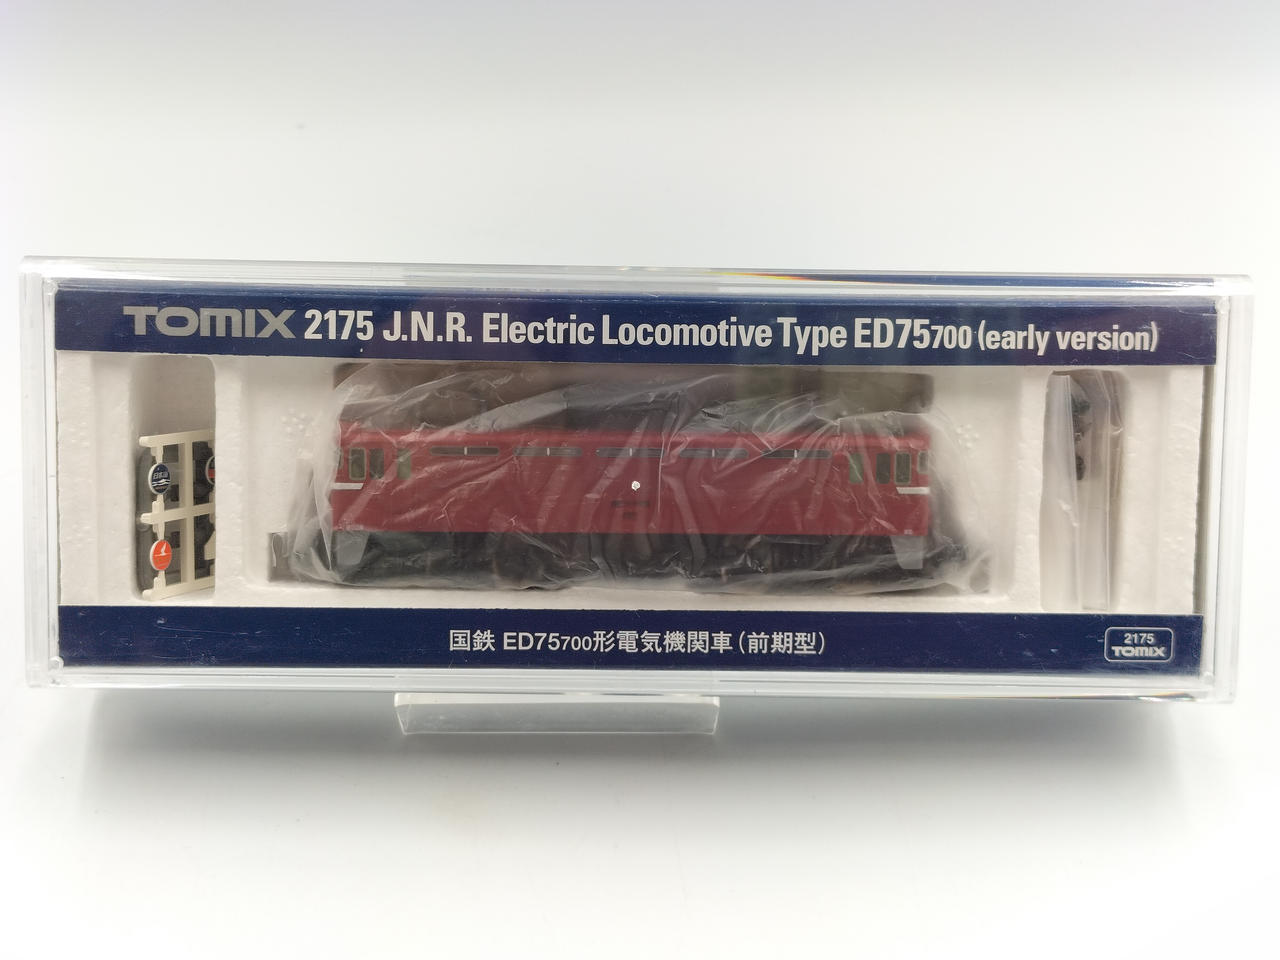 TOMIX 2175 J.N.R. Electric Locomotive Type ED75700 (early version)
国鉄 ED75700形電気機関車(前期型)
2175
TOMIX